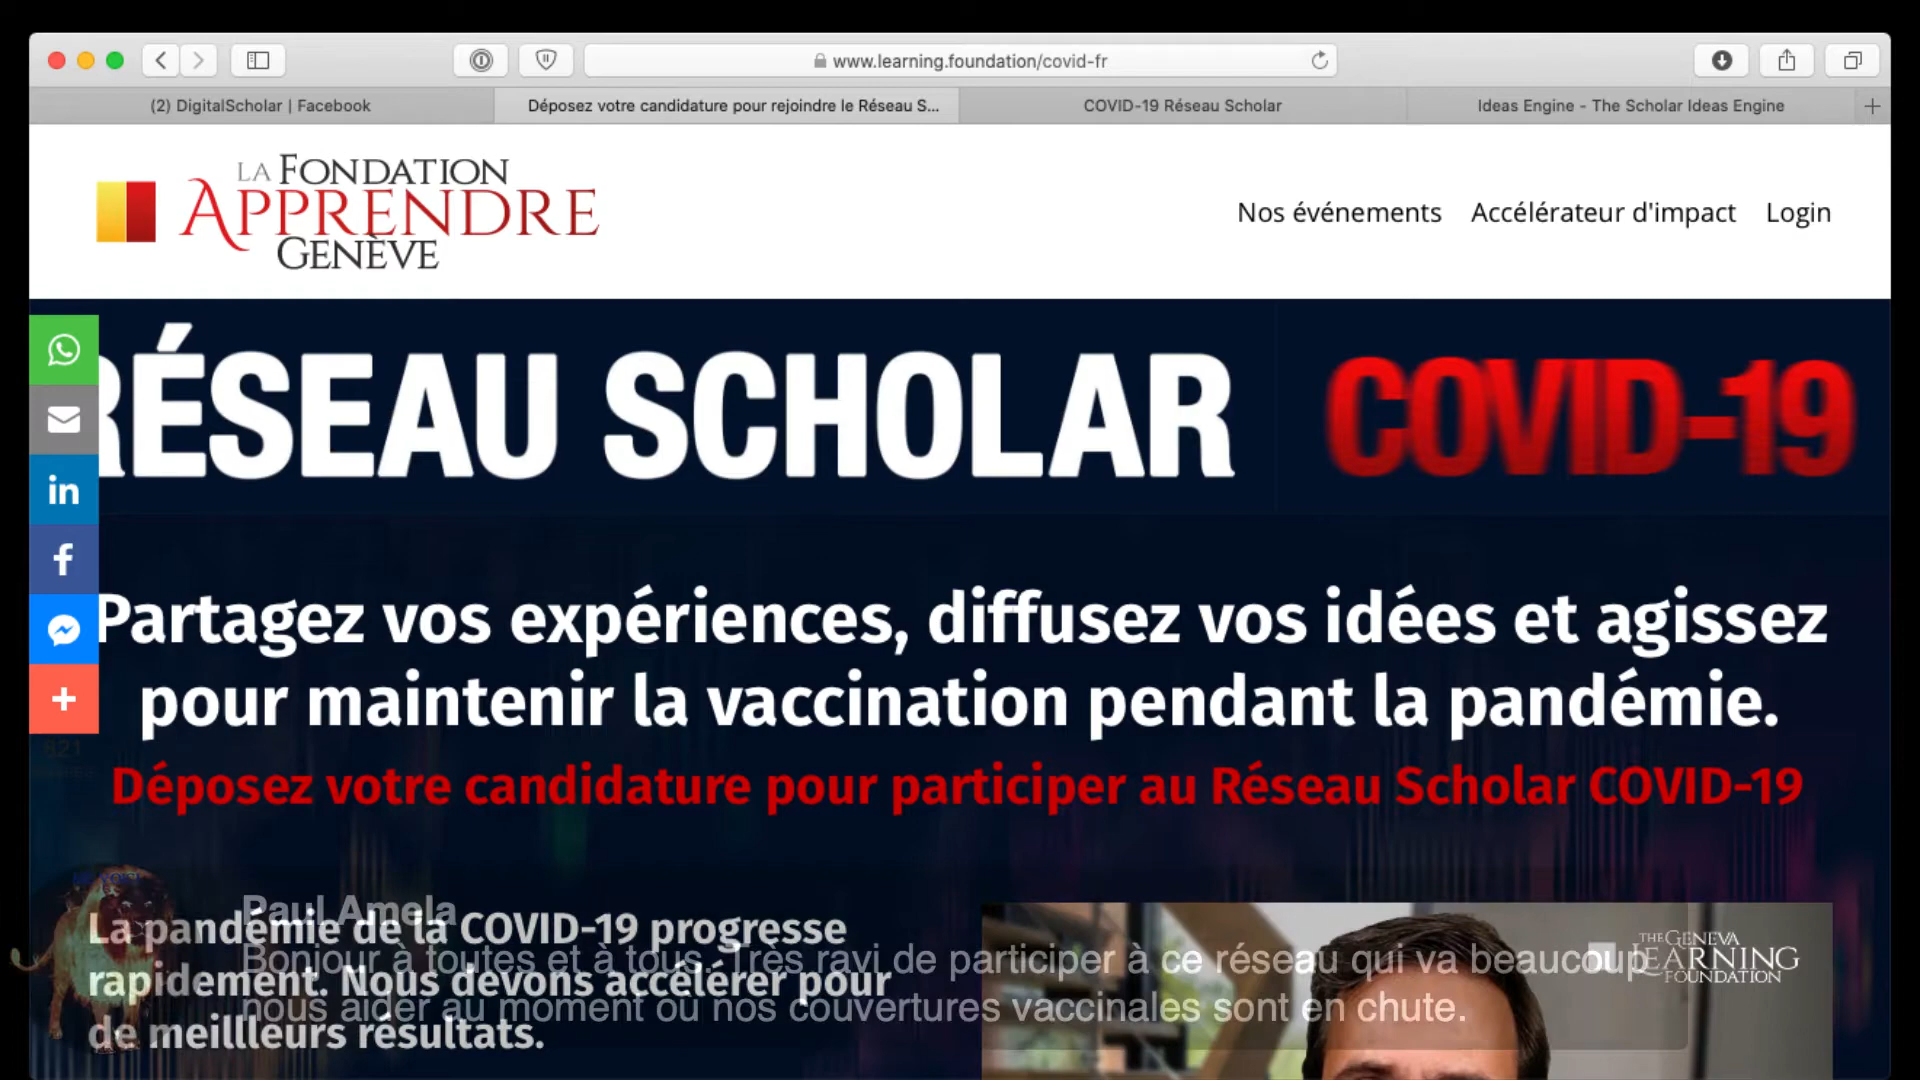 www.learning.foundation/covid-fr
(2) DigitalScholar | Facebook
Déposez votre candidature pour rejoindre le Réseau S...
COVID-19 Réseau Scholar
Ideas Engine - The Scholar Ideas Engine
LA FONDATION
APPRENDRE
GENÈVE
Nos événements
Accélérateur d'impact
Login
RÉSEAU SCHOLAR COVID-19
in
f
Partagez vos expériences, diffusez vos idées et agissez
pour maintenir la vaccination pendant la pandémie.
821
Déposez votre candidature pour participer au Réseau Scholar COVID-19
La pandémie de la COVID-19 progresse
rapidement. Nous devons accélérer pour
de meillleurs résultats.
Paul Amela
Bonjour à toutes et à tous. Très ravi de participer à ce réseau qui va beaucoup
nous aider au moment où nos couvertures vaccinales sont en chute.
THE GENEVA
LEARNING
FOUNDATION